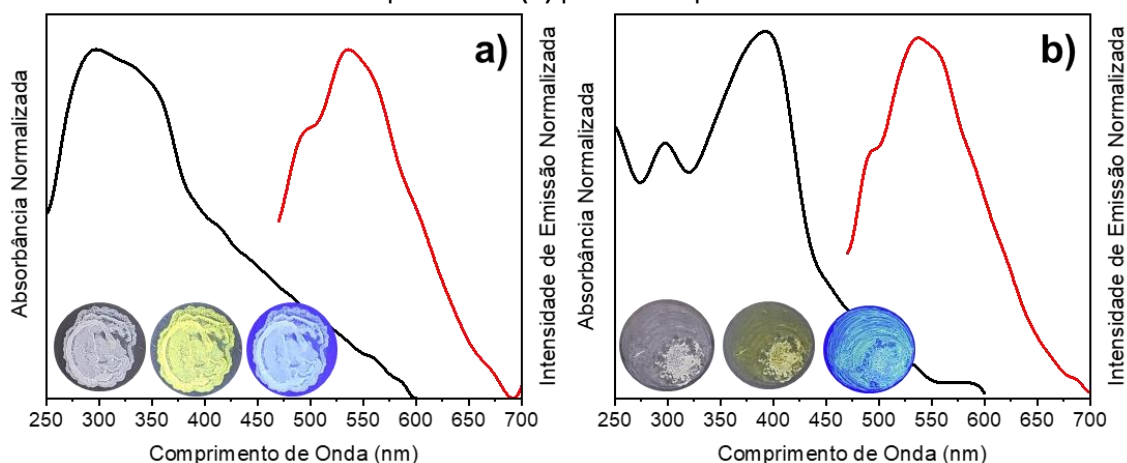 a)
Absorbância Normalizada
Intensidade de Emissão Normalizada
250 300 350 400 450 500 550 600 650 700
Comprimento de Onda (nm)
b)
Absorbância Normalizada
Intensidade de Emissão Normalizada
250 300 350 400 450 500 550 600 650 700
Comprimento de Onda (nm)